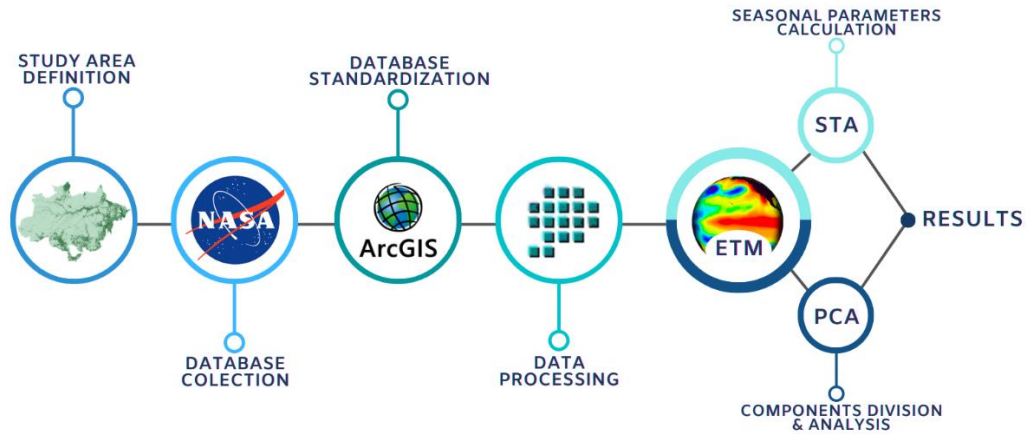 STUDY AREA
DEFINITION
NASA
DATABASE
COLECTION
DATABASE
STANDARDIZATION
ArcGIS
DATA
PROCESSING
ETM
SEASONAL PARAMETERS
CALCULATION
STA
PCA
COMPONENTS DIVISION
& ANALYSIS
RESULTS